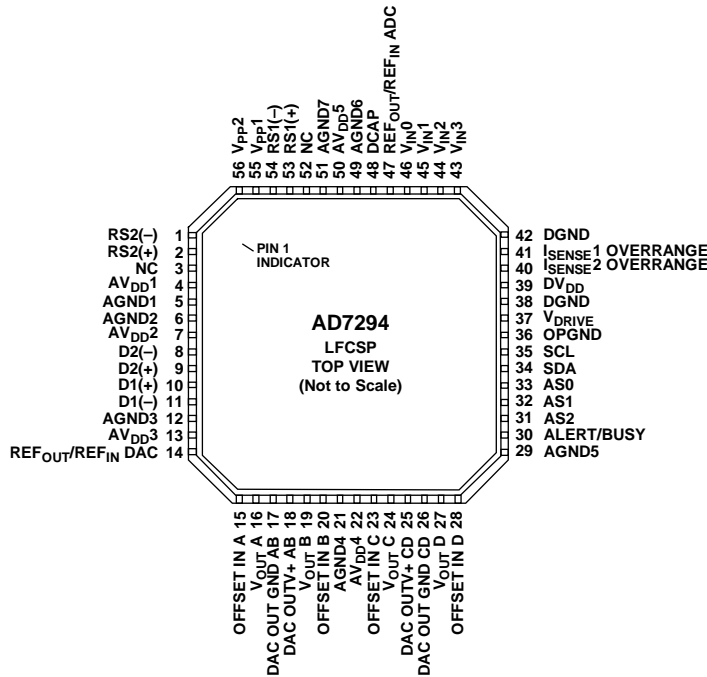 56 VPP2
55 VPP1
54 RS1(–)
53 RS1(+)
52 NC
51 AGND7
50 AVDD5
49 AGND6
48 DCAP
47 REFOUT/REFIN ADC
46 VIN0
45 VIN1
44 VIN2
43 VIN3
RS2(–) 1
RS2(+) 2
NC 3
AVDD1 4
AGND1 5
AGND2 6
AVDD2 7
D2(–) 8
D2(+) 9
D1(+) 10
D1(–) 11
AGND3 12
AVDD3 13
REFOUT/REFIN DAC 14
PIN 1
INDICATOR
AD7294
LFCSP
TOP VIEW
(Not to Scale)
42 DGND
41 ISENSE1 OVERRANGE
40 ISENSE2 OVERRANGE
39 DVDD
38 DGND
37 VDRIVE
36 OPGND
35 SCL
34 SDA
33 AS0
32 AS1
31 AS2
30 ALERT/BUSY
29 AGND5
OFFSET IN A 15
VOUT A 16
DAC OUT GND AB 17
DAC OUTV+ AB 18
VOUT B 19
OFFSET IN B 20
AGND4 21
AVDD4 22
OFFSET IN C 23
VOUT C 24
DAC OUTV+ CD 25
DAC OUT GND CD 26
VOUT D 27
OFFSET IN D 28